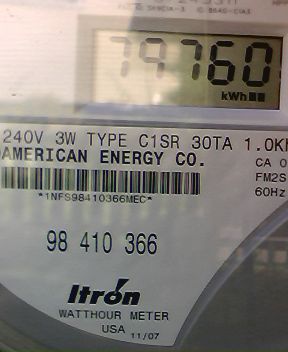 79760
kWh
240V 3W TYPE C1SR 30TA 1.0K
AMERICAN ENERGY CO.
CA 0
*1NFS98410366MEC*
FM2S
60Hz
98 410 366
Itron
WATTHOUR METER
USA 11/07